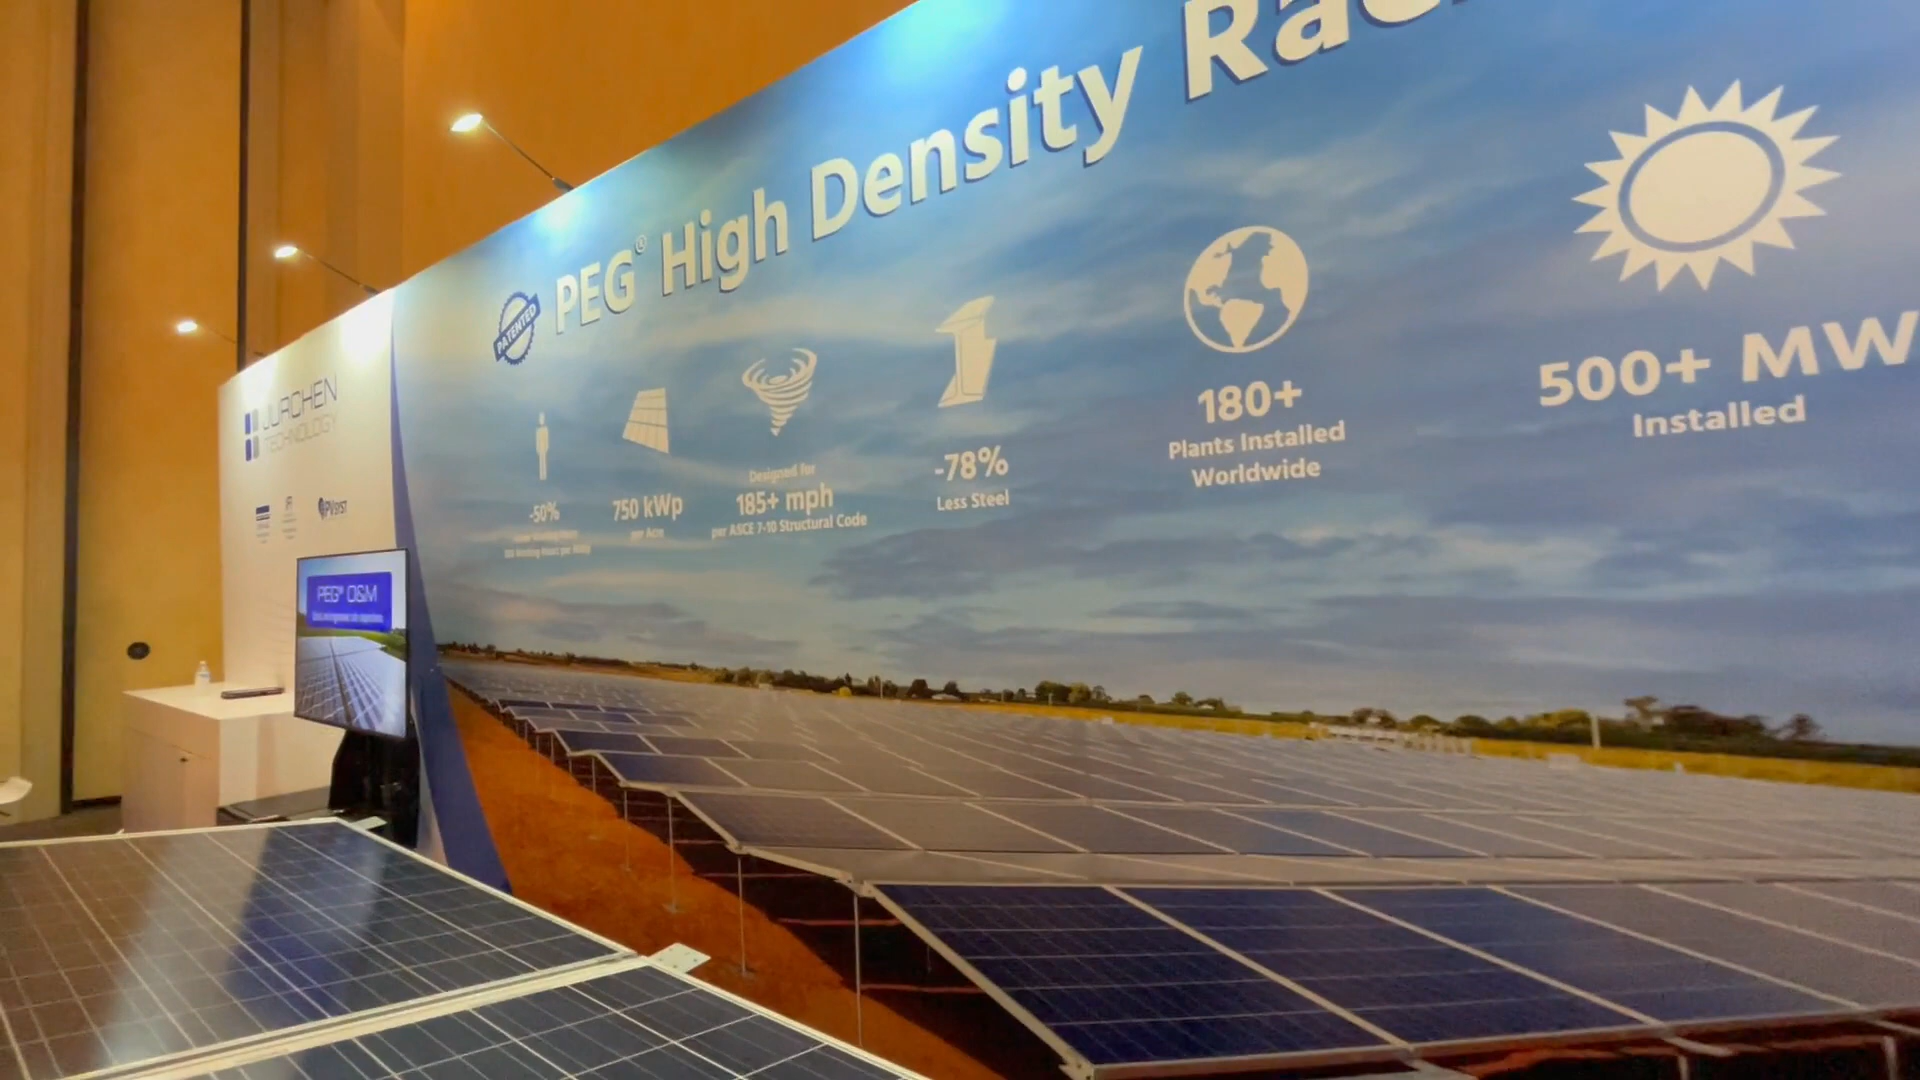 PATENTED
PEG® High Density
JURCHEN
TECHNOLOGY
PVSYST
-50%
750 kWp
per Acre
Designed for
185+ mph
per ASCE 7-10 Structural Code
-78%
Less Steel
180+
Plants Installed
Worldwide
500+ MW
Installed
PEG® O&M